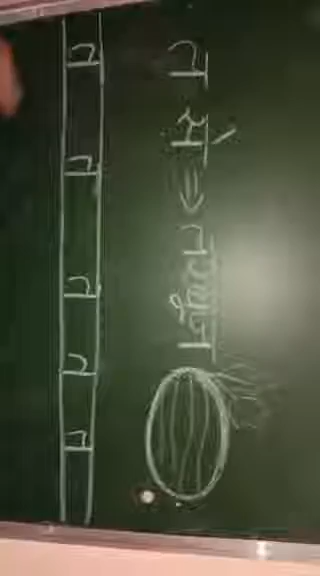 त से ⇒ तरबूज
त त त त त